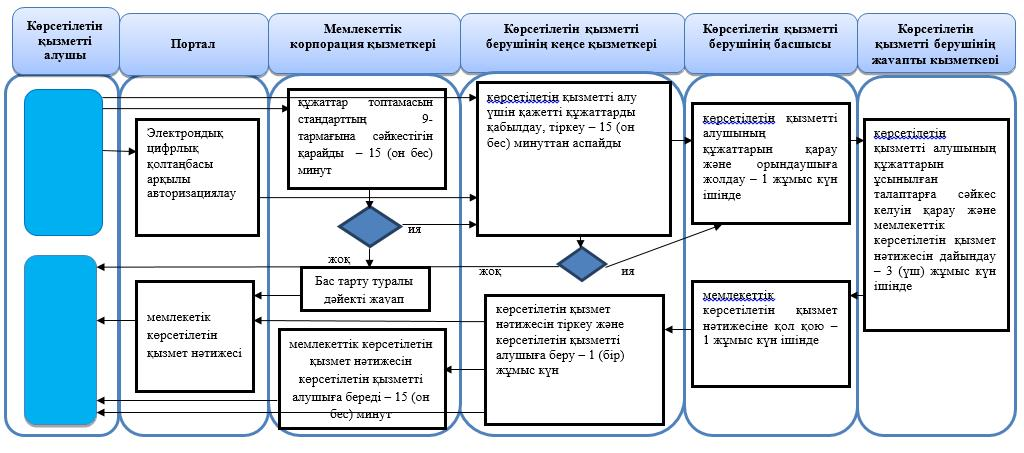 Көрсетілетін
қызметті
алушы
Портал
Мемлекеттік
корпорация қызметкері
Көрсетілетін қызметті
берушінің кеңсе қызметкері
Көрсетілетін қызметті
берушінің басшысы
Көрсетілетін
қызметті берушінің
жауапты қызметкері
Электрондық
цифрлық
қолтаңбасы
арқылы
авторизациялау
құжаттар топтамасын
стандарттың 9-
тармағына сәйкестігін
қарайды – 15 (он бес)
минут
көрсетілетін қызметті алу
үшін қажетті құжаттарды
қабылдау, тіркеу – 15 (он
бес) минуттан аспайды
көрсетілетін қызметті
алушының
құжаттарын қарау
және орындаушыға
жолдау – 1 жұмыс күн
ішінде
көрсетілетін
қызметті алушының
құжаттарын
ұсынылған
талаптарға сәйкес
келуін қарау және
мемлекеттік
көрсетілетін қызмет
нәтижесін дайындау
– 3 (үш) жұмыс күн
ішінде
ия
жоқ
жоқ
ия
Бас тарту туралы
дәйекті жауап
мемлекетік
көрсетілетін
қызмет нәтижесі
мемлекеттік көрсетілетін
қызмет нәтижесін
көрсетілетін қызметті
алушыға береді – 15 (он
бес) минут
көрсетілетін қызмет
нәтижесін тіркеу және
көрсетілетін қызметті
алушыға беру – 1 (бір)
жұмыс күн
мемлекеттік
көрсетілетін қызмет
нәтижесіне қол қою –
1 жұмыс күн ішінде